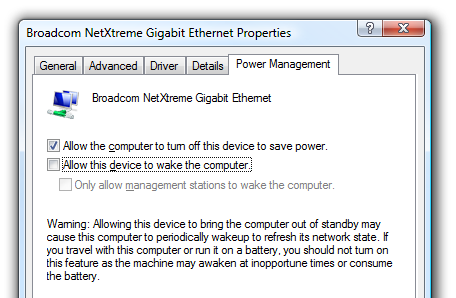 Broadcom NetXtreme Gigabit Ethernet Properties
General Advanced Driver Details Power Management
Broadcom NetXtreme Gigabit Ethernet
Allow the computer to turn off this device to save power.
Allow this device to wake the computer.
Only allow management stations to wake the computer.
Warning: Allowing this device to bring the computer out of standby may
cause this computer to periodically wakeup to refresh its network state. If
you travel with this computer or run it on a battery, you should not turn on
this feature as the machine may awaken at inopportune times or consume
the battery.